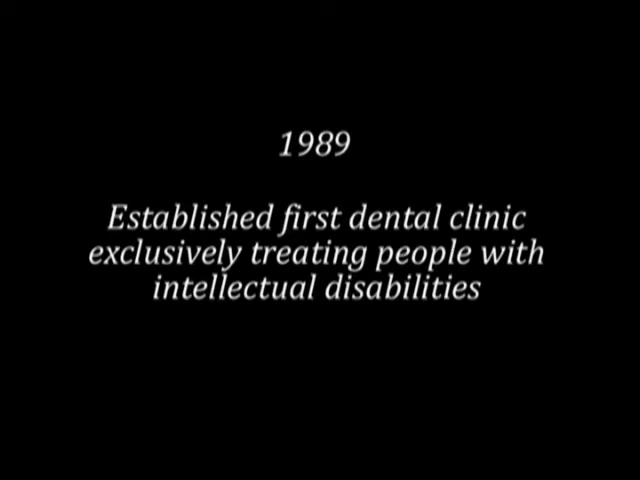 1989
Established first dental clinic
exclusively treating people with
intellectual disabilities